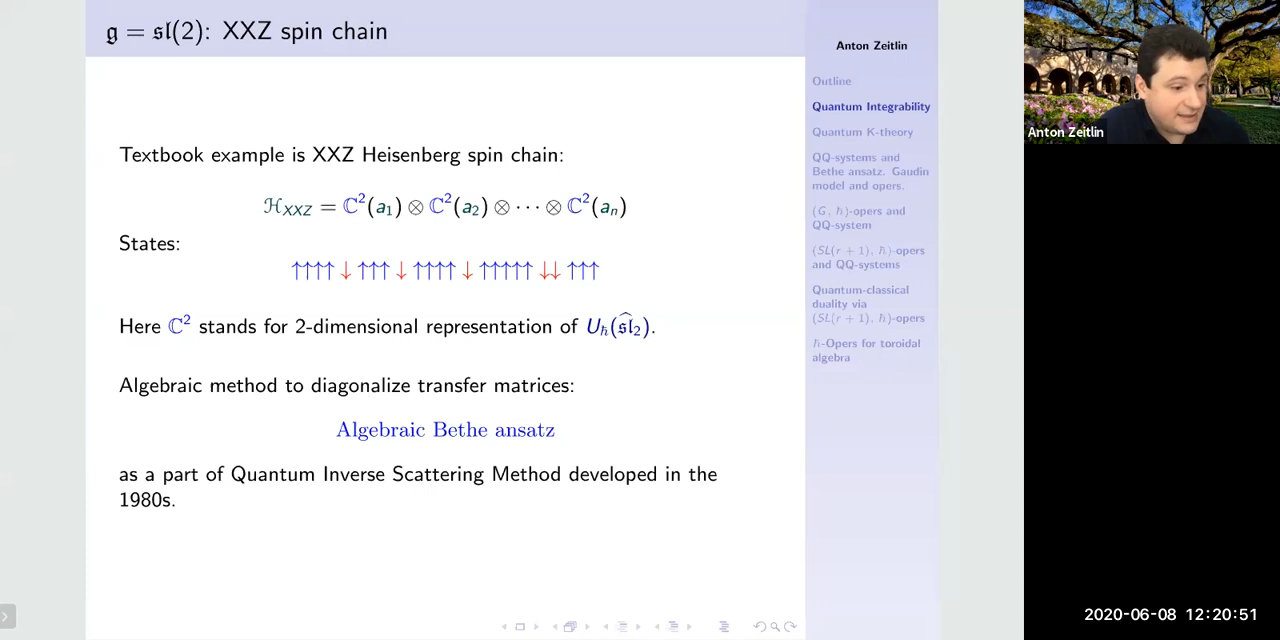 𝔤 = 𝔰𝔩(2): XXZ spin chain
Textbook example is XXZ Heisenberg spin chain:
ℋ_XXZ = ℂ²(a₁) ⊗ ℂ²(a₂) ⊗ ··· ⊗ ℂ²(aₙ)
States:
↑↑↑↑ ↓ ↑↑↑ ↓ ↑↑↑↑ ↓ ↑↑↑↑↑ ↓↓ ↑↑↑
Here ℂ² stands for 2-dimensional representation of U_ℏ(𝔰𝔩̂₂).
Algebraic method to diagonalize transfer matrices:
Algebraic Bethe ansatz
as a part of Quantum Inverse Scattering Method developed in the
1980s.
Anton Zeitlin
Outline
Quantum Integrability
Quantum K-theory
QQ-systems and
Bethe ansatz. Gaudin
model and opers.
(G, ℏ)-opers and
QQ-system
(SL(r + 1), ℏ)-opers
and QQ-systems
Quantum-classical
duality via
(SL(r + 1), ℏ)-opers
ℏ-Opers for toroidal
algebra
Anton Zeitlin
2020-06-08 12:20:51